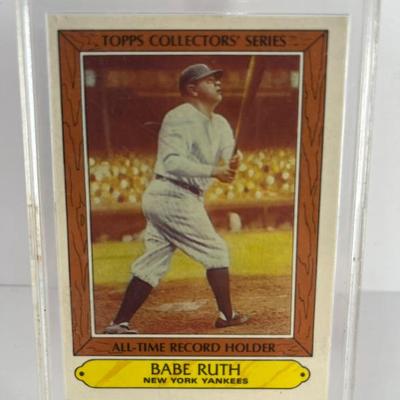 TOPPS COLLECTORS' SERIES
ALL-TIME RECORD HOLDER
BABE RUTH
NEW YORK YANKEES